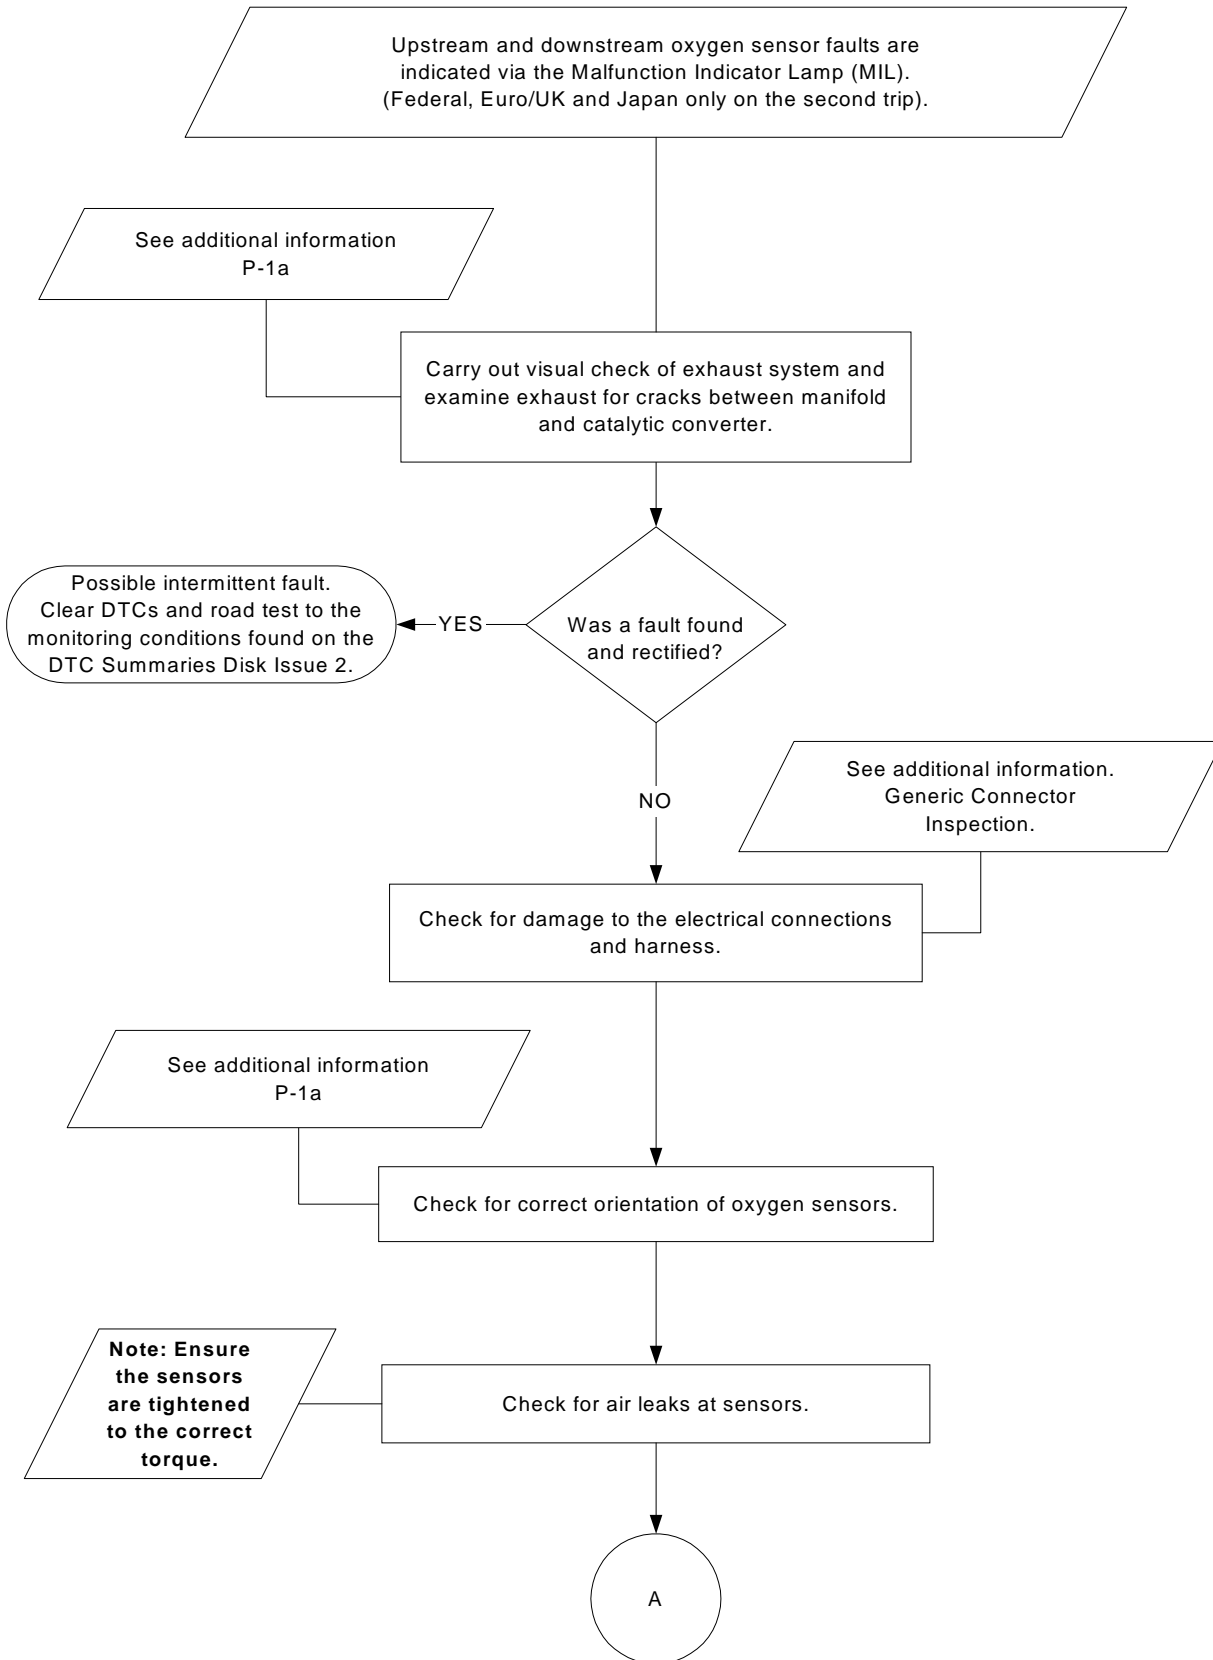 Upstream and downstream oxygen sensor faults are
indicated via the Malfunction Indicator Lamp (MIL).
(Federal, Euro/UK and Japan only on the second trip).
See additional information
P-1a
Carry out visual check of exhaust system and
examine exhaust for cracks between manifold
and catalytic converter.
Possible intermittent fault.
Clear DTCs and road test to the
monitoring conditions found on the
DTC Summaries Disk Issue 2.
YES
Was a fault found
and rectified?
NO
See additional information.
Generic Connector
Inspection.
Check for damage to the electrical connections
and harness.
See additional information
P-1a
Check for correct orientation of oxygen sensors.
Note: Ensure
the sensors
are tightened
to the correct
torque.
Check for air leaks at sensors.
A